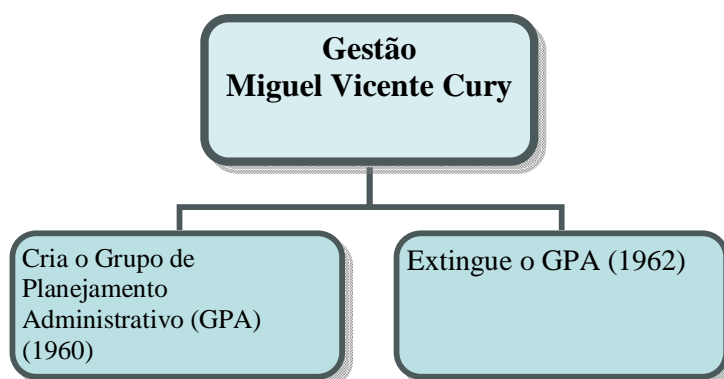 Gestão
Miguel Vicente Cury
Cria o Grupo de
Planejamento
Administrativo (GPA)
(1960)
Extingue o GPA (1962)